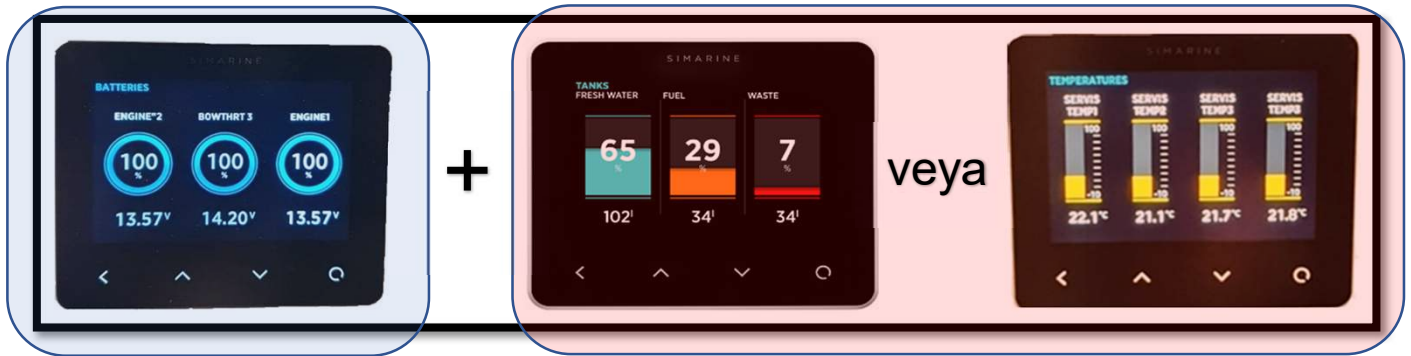 SIMARINE
BATTERIES
ENGINE"2 BOWTHRT 3 ENGINE1
100 % 100 % 100 %
13.57V 14.20V 13.57V
+
SIMARINE
TANKS
FRESH WATER FUEL WASTE
65 % 29 % 7 %
102l 34l 34l
veya
SIMARINE
TEMPERATURES
SERVIS SERVIS SERVIS SERVIS
TEMP1 TEMP2 TEMP3 TEMP3
100 100 100 100
-10 -10 -10 -10
22.1°C 21.1°C 21.7°C 21.8°C